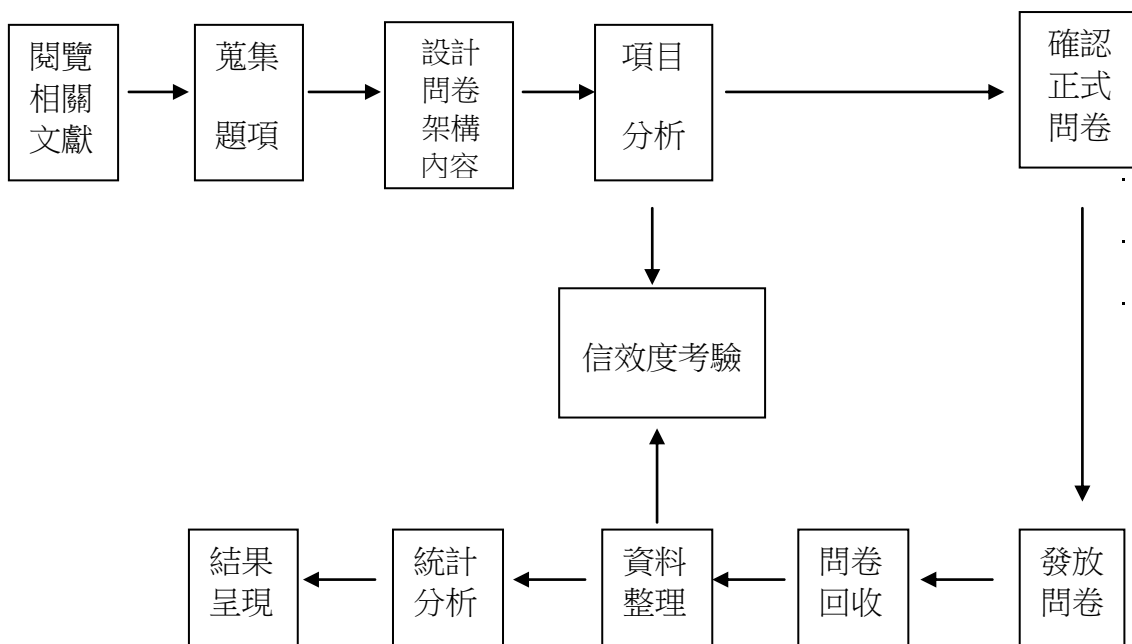 閱覽
相關
文獻
蒐集
題項
設計
問卷
架構
內容
項目
分析
確認
正式
問卷
信效度考驗
結果
呈現
統計
分析
資料
整理
問卷
回收
發放
問卷